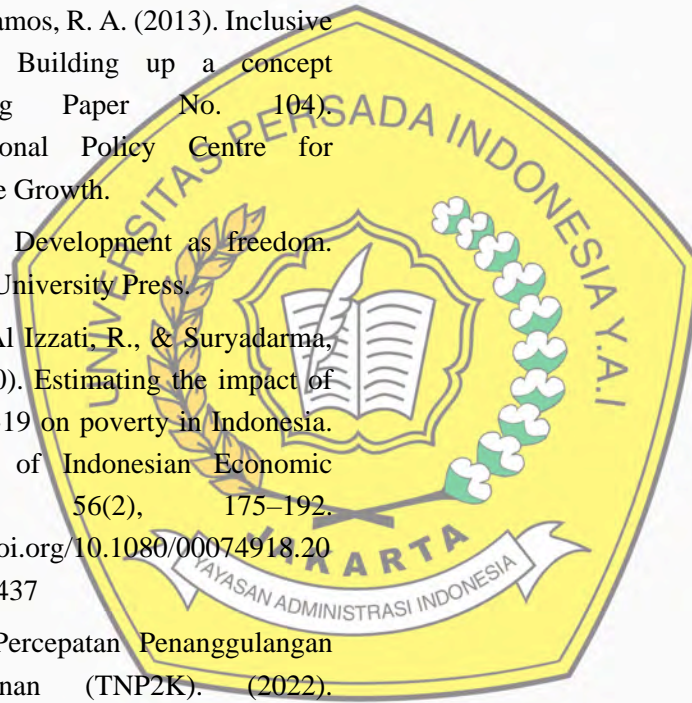 amos, R. A. (2013). Inclusive
Building up a concept
g Paper No. 104).
onal Policy Centre for
e Growth.
Development as freedom.
University Press.
Al Izzati, R., & Suryadarma,
0). Estimating the impact of
-19 on poverty in Indonesia.
of Indonesian Economic
56(2), 175–192.
oi.org/10.1080/00074918.20
437
Percepatan Penanggulangan
nan (TNP2K). (2022).
UNIVERSITAS PERSADA INDONESIA Y.A.I
JAKARTA
YAYASAN ADMINISTRASI INDONESIA